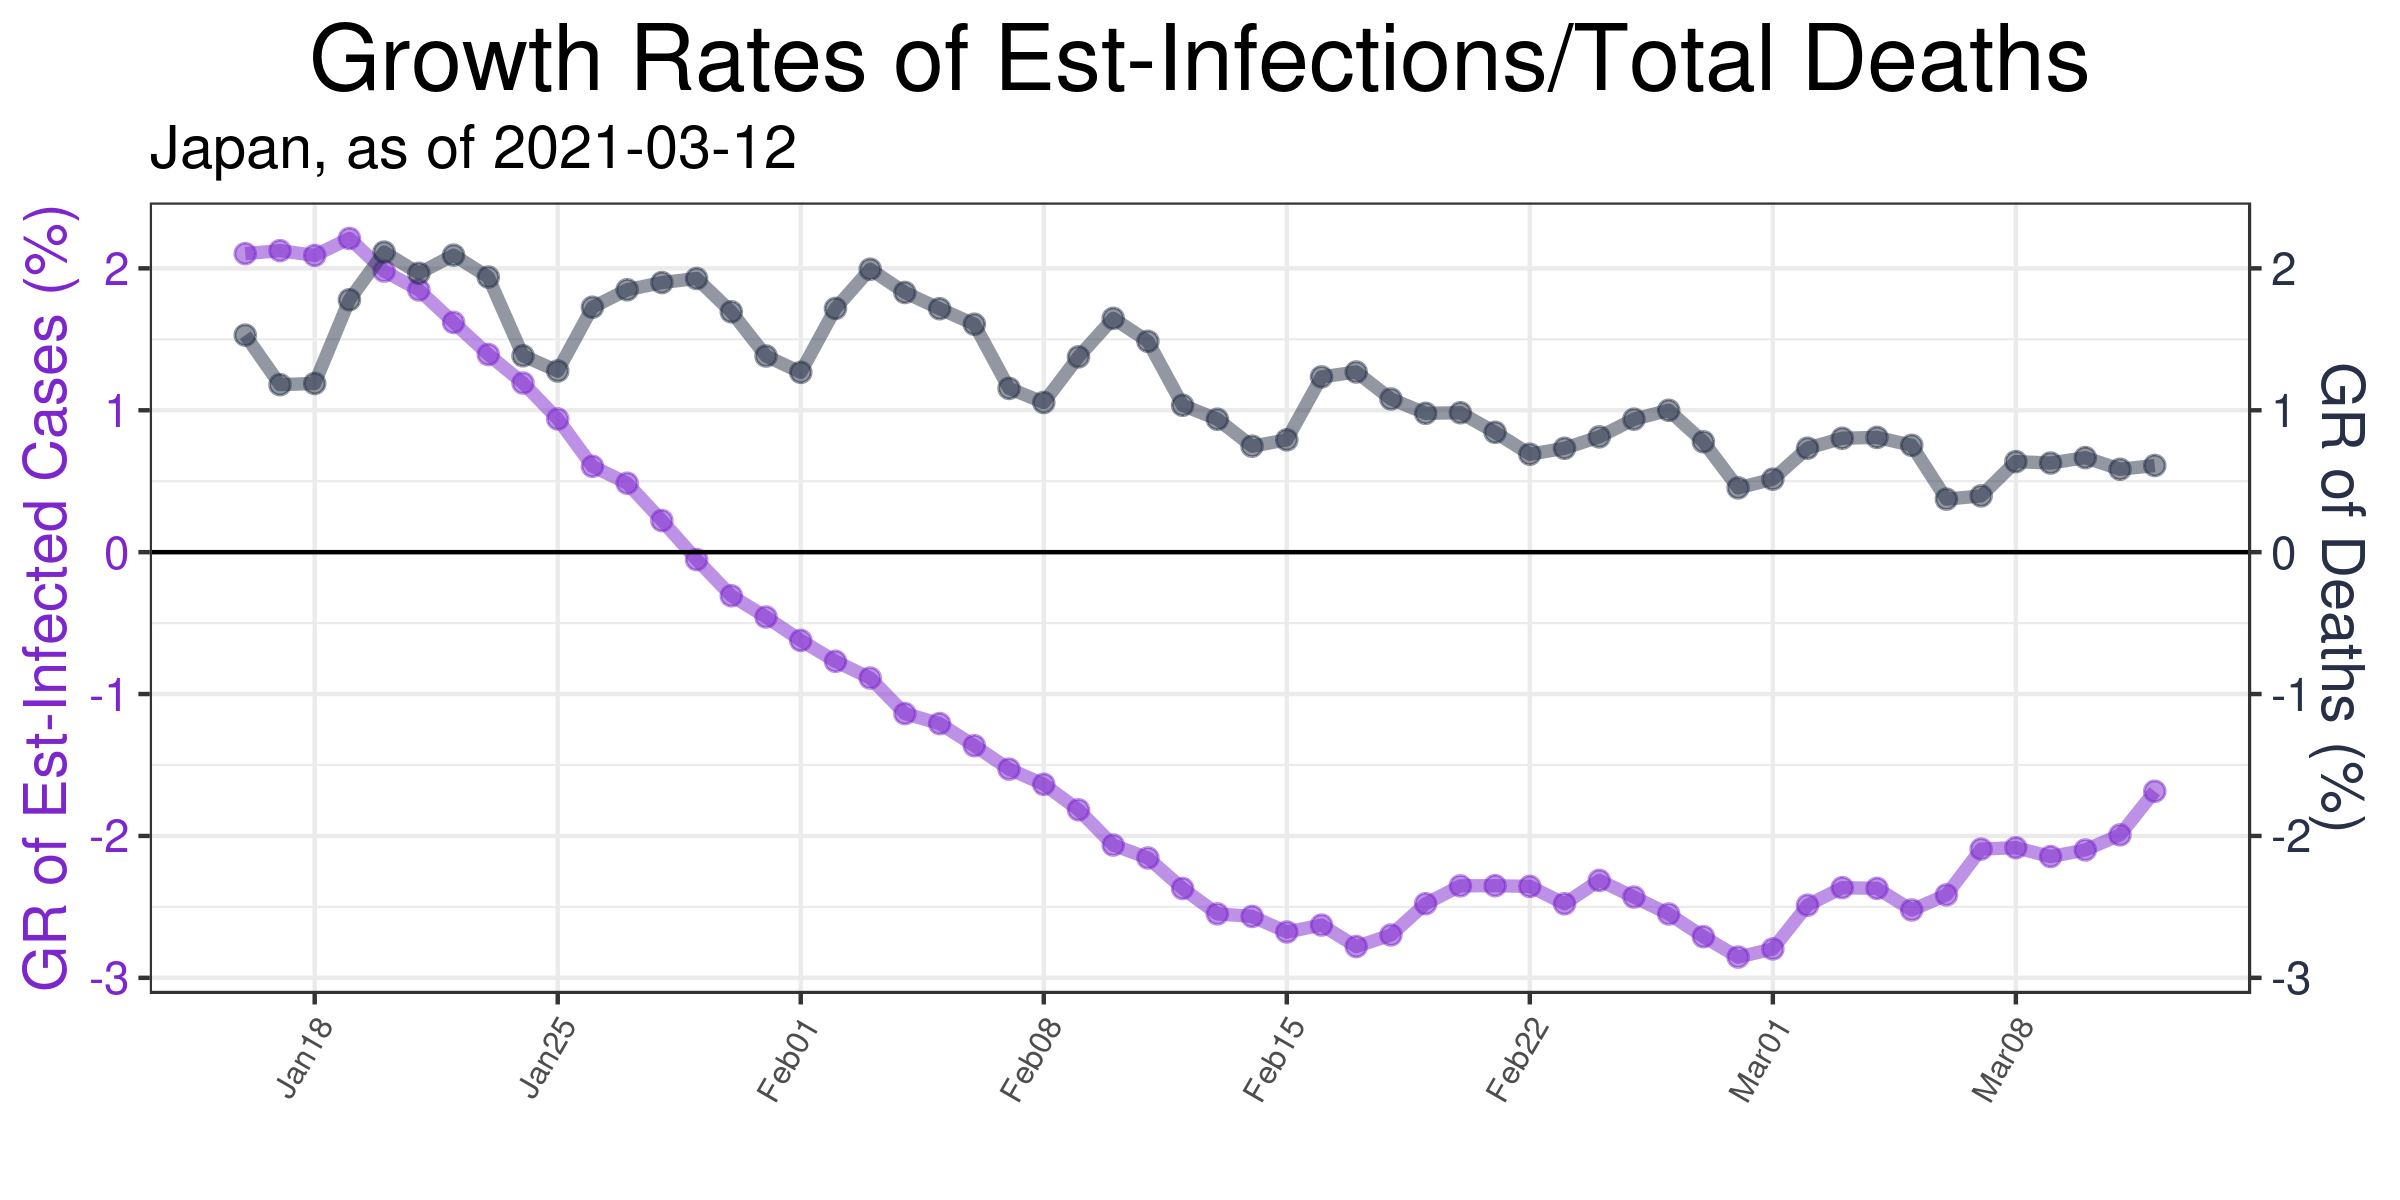 Growth Rates of Est-Infections/Total Deaths
Japan, as of 2021-03-12
GR of Est-Infected Cases (%)
2
1
0
-1
-2
-3
2
1
0
-1
-2
-3
GR of Deaths (%)
Jan18
Jan25
Feb01
Feb08
Feb15
Feb22
Mar01
Mar08